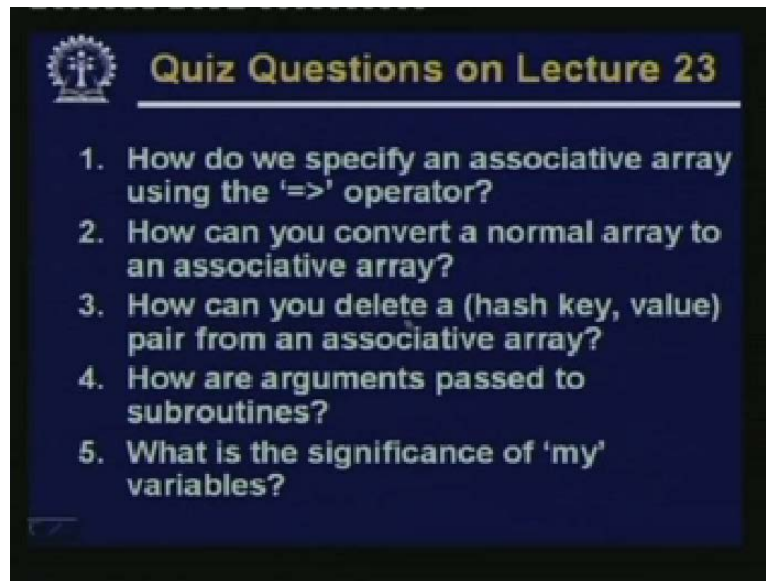 Quiz Questions on Lecture 23
1. How do we specify an associative array
using the ‘=>’ operator?
2. How can you convert a normal array to
an associative array?
3. How can you delete a (hash key, value)
pair from an associative array?
4. How are arguments passed to
subroutines?
5. What is the significance of ‘my’
variables?